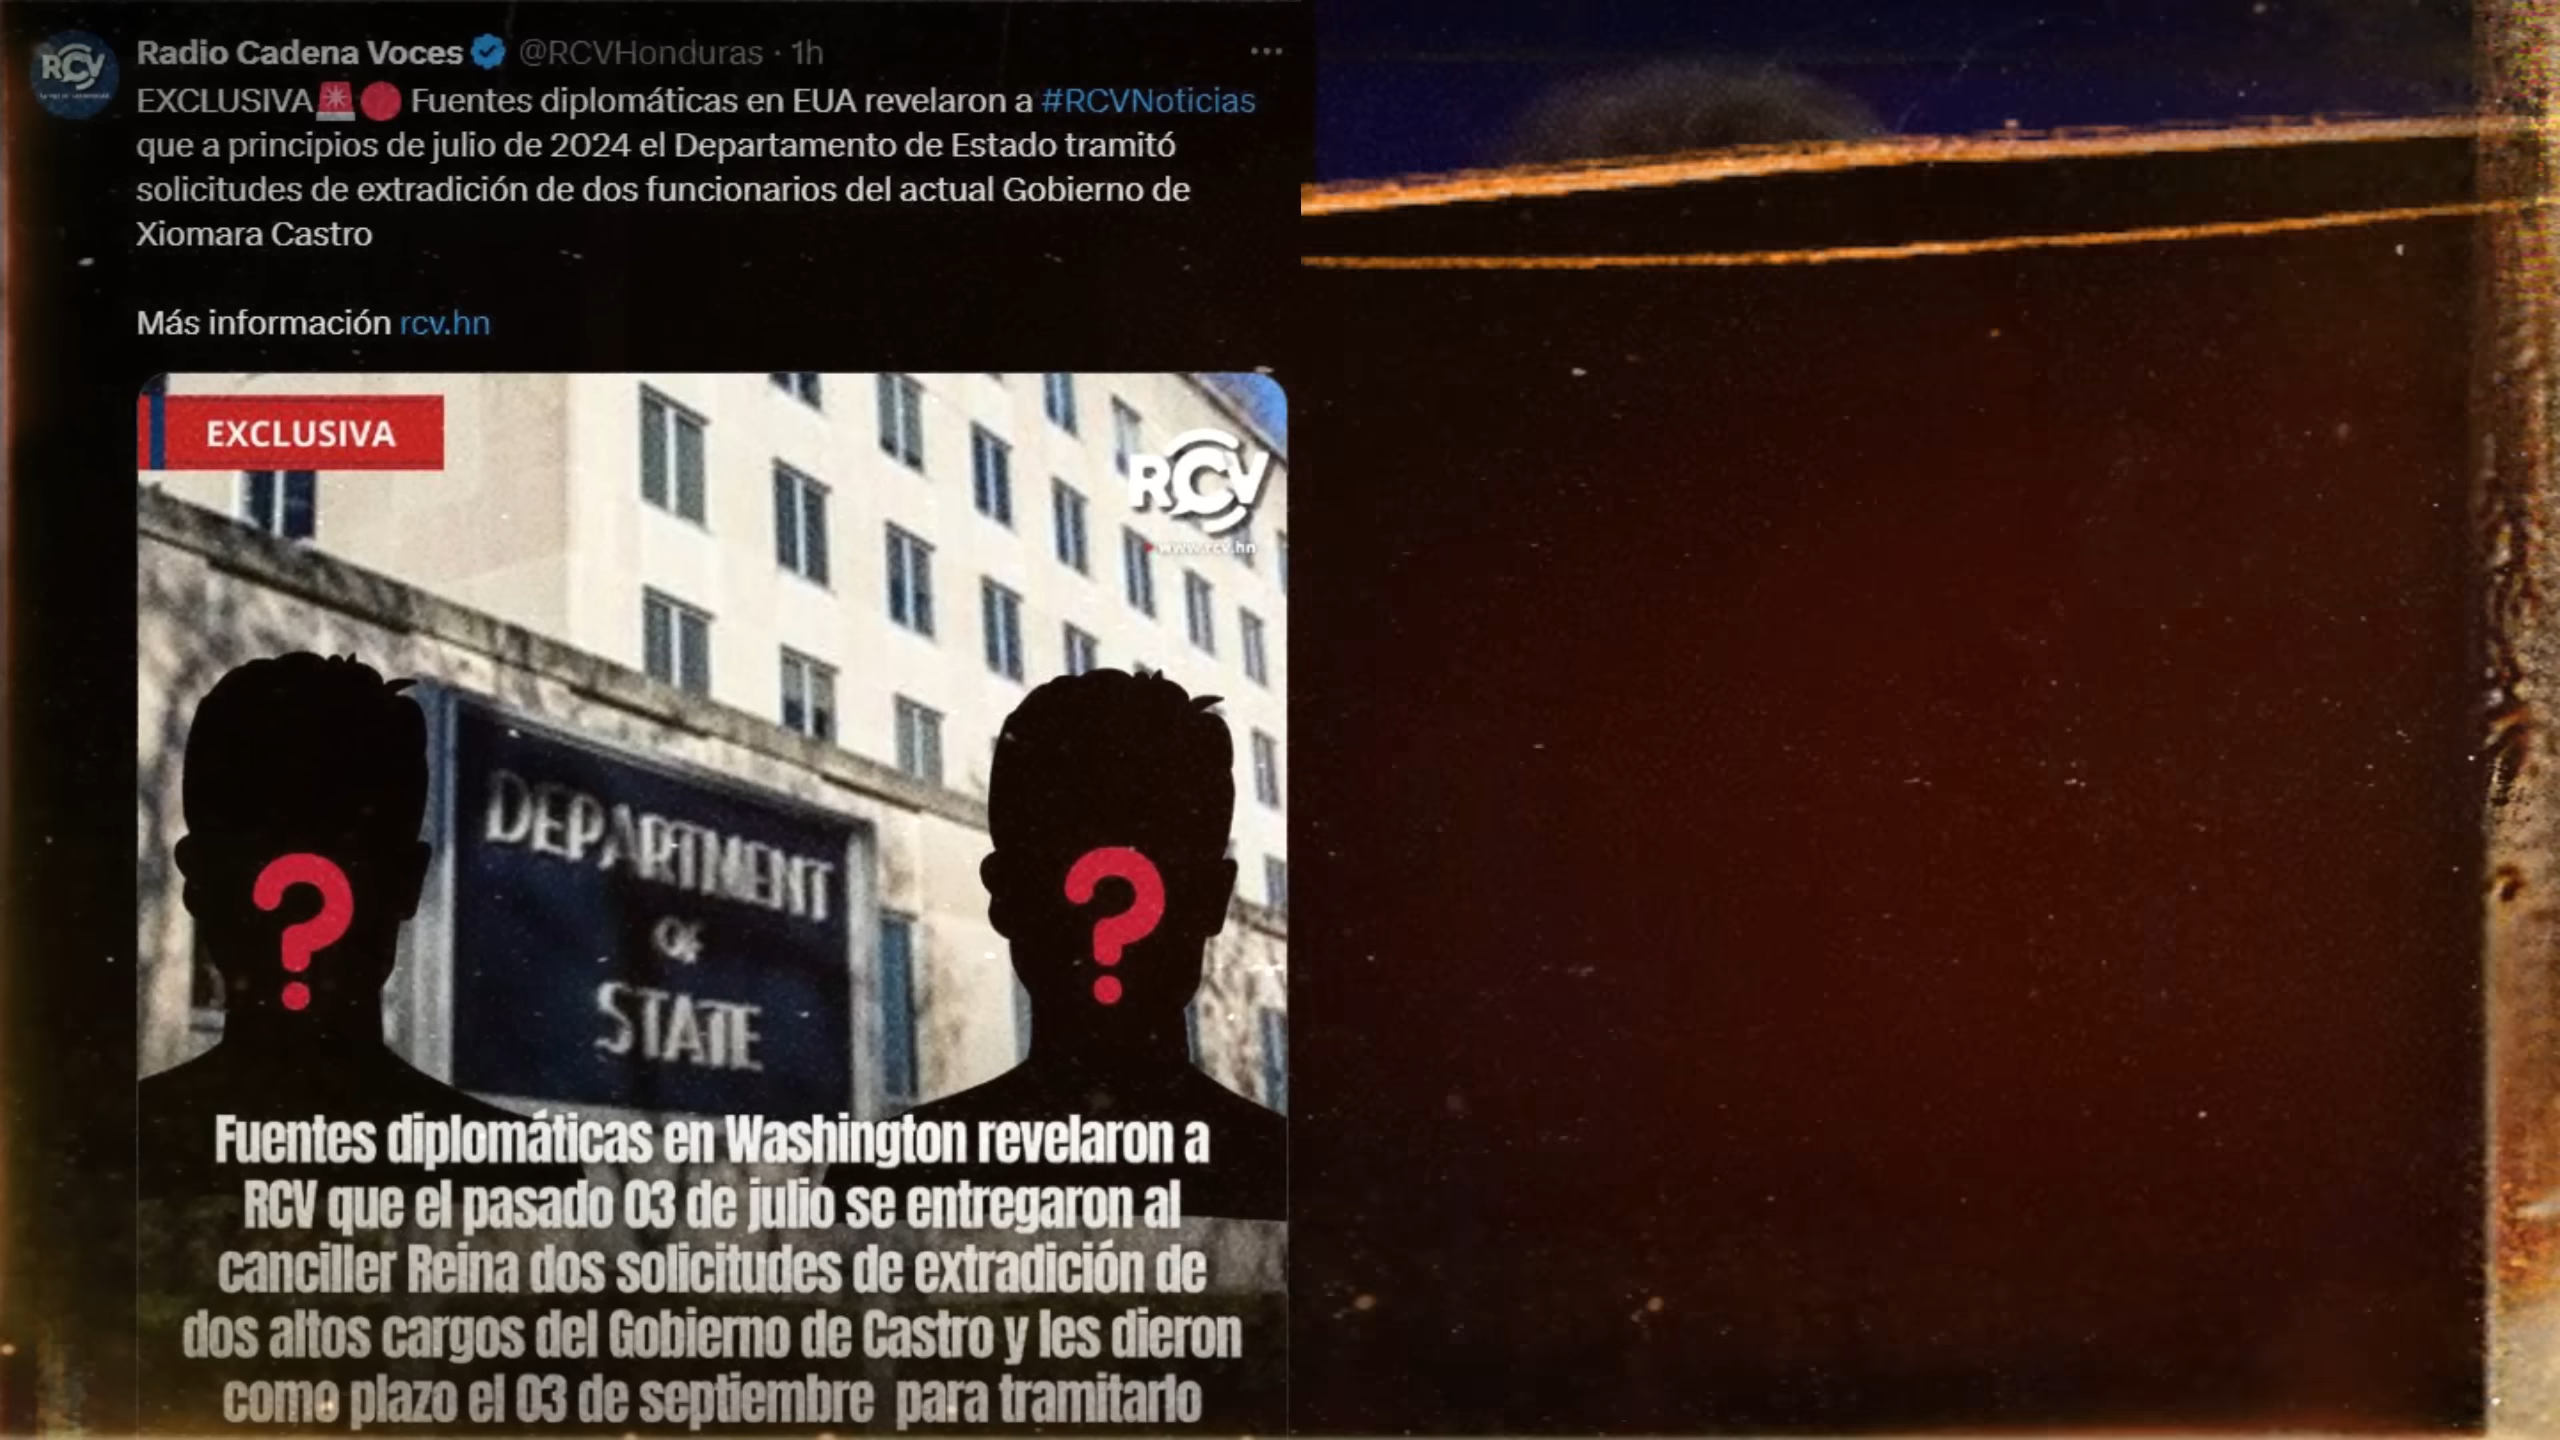 RCV
Radio Cadena Voces @RCVHonduras · 1h
EXCLUSIVA Fuentes diplomáticas en EUA revelaron a #RCVNoticias
que a principios de julio de 2024 el Departamento de Estado tramitó
solicitudes de extradición de dos funcionarios del actual Gobierno de
Xiomara Castro
Más información rcv.hn
EXCLUSIVA
RCV
www.rcv.hn
?
?
DEPARTMENT
OF
STATE
Fuentes diplomáticas en Washington revelaron a
RCV que el pasado 03 de julio se entregaron al
canciller Reina dos solicitudes de extradición de
dos altos cargos del Gobierno de Castro y les dieron
como plazo el 03 de septiembre para tramitarlo